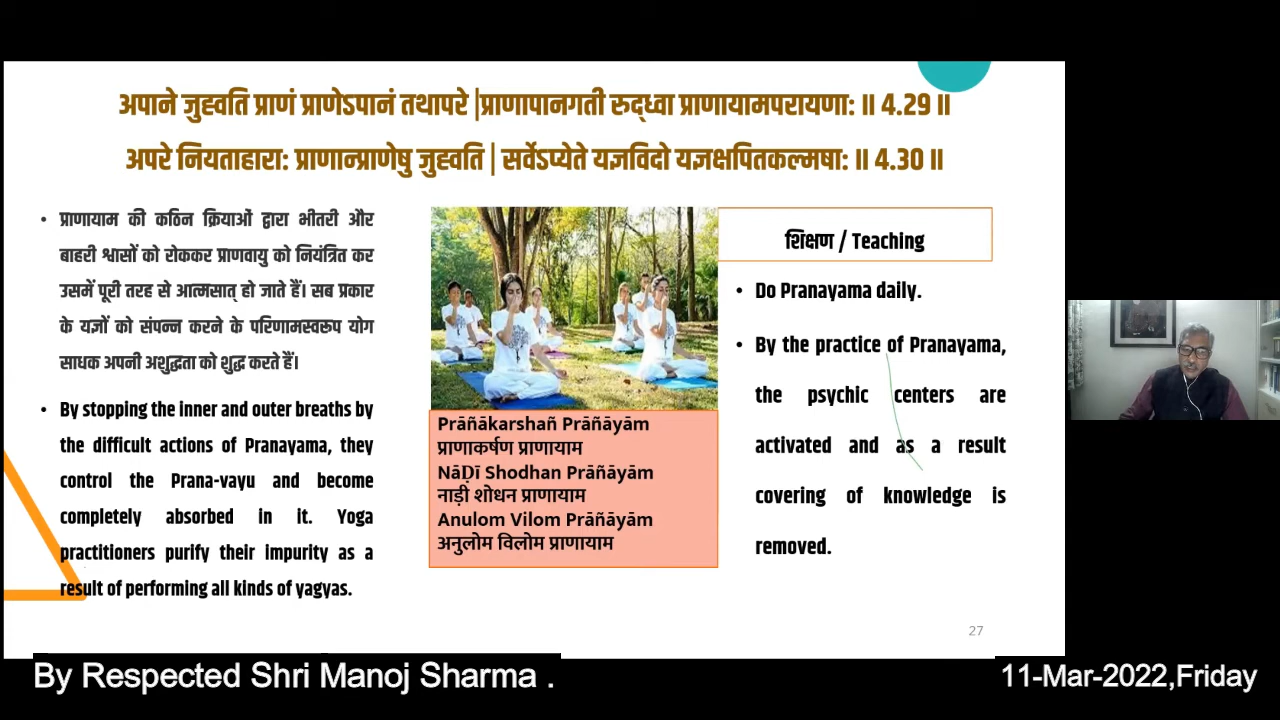 अपाने जुह्वति प्राणं प्राणेऽपानं तथापरे |प्राणापानगती रुद्ध्वा प्राणायामपरायणा: ॥ 4.29 ॥
अपरे नियताहारा: प्राणान्प्राणेषु जुह्वति | सर्वेऽप्येते यज्ञविदो यज्ञक्षपितकल्मषा: ॥ 4.30 ॥
• प्राणायाम की कठिन क्रियाओं द्वारा भीतरी और
बाहरी श्वासों को रोककर प्राणवायु को नियंत्रित कर
उसमें पूरी तरह से आत्मसात् हो जाते हैं। सब प्रकार
के यज्ञों को संपन्न करने के परिणामस्वरूप योग
साधक अपनी अशुद्धता को शुद्ध करते हैं।
• By stopping the inner and outer breaths by
the difficult actions of Pranayama, they
control the Prana-vayu and become
completely absorbed in it. Yoga
practitioners purify their impurity as a
result of performing all kinds of yagyas.
Prāñākarshañ Prāñāyām
प्राणाकर्षण प्राणायाम
NāḌī Shodhan Prāñāyām
नाड़ी शोधन प्राणायाम
Anulom Vilom Prāñāyām
अनुलोम विलोम प्राणायाम
शिक्षण / Teaching
• Do Pranayama daily.
• By the practice of Pranayama,
the psychic centers are
activated and as a result
covering of knowledge is
removed.
27
By Respected Shri Manoj Sharma .
11-Mar-2022,Friday